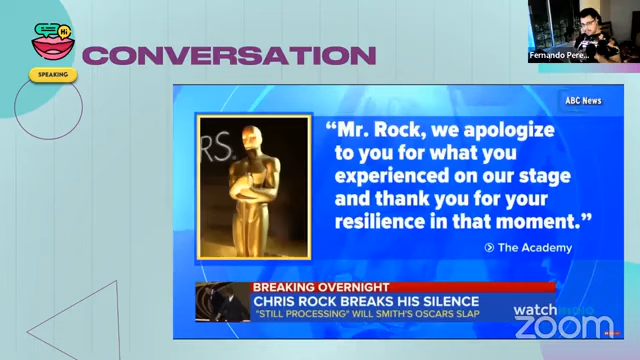 Hi
SPEAKING
CONVERSATION
Fernando Pere...
ABC News
RS.
“Mr. Rock, we apologize
to you for what you
experienced on our stage
and thank you for your
resilience in that moment.”
The Academy
BREAKING OVERNIGHT
CHRIS ROCK BREAKS HIS SILENCE
"STILL PROCESSING" WILL SMITH'S OSCARS SLAP
watchmojo
zoom